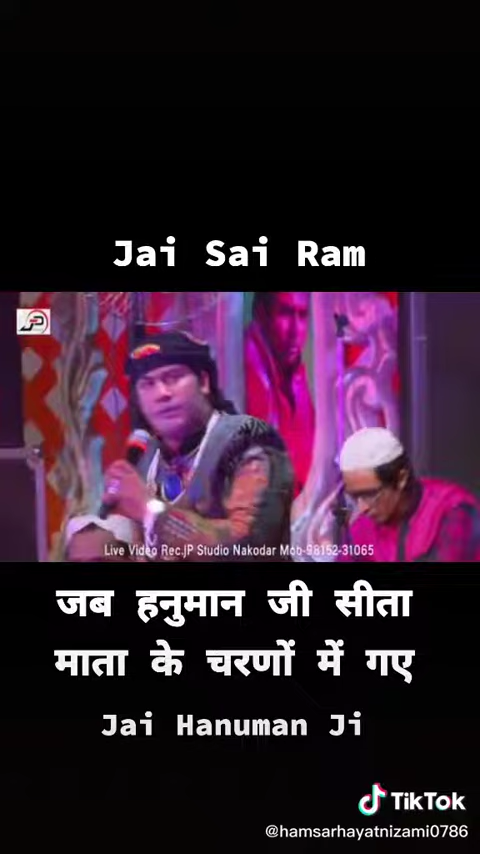 Jai Sai Ram
Live Video Rec.JP Studio Nakodar Mob-98152-31065
जब हनुमान जी सीता
माता के चरणों में गए
Jai Hanuman Ji
TikTok
@hamsarhayatnizami0786